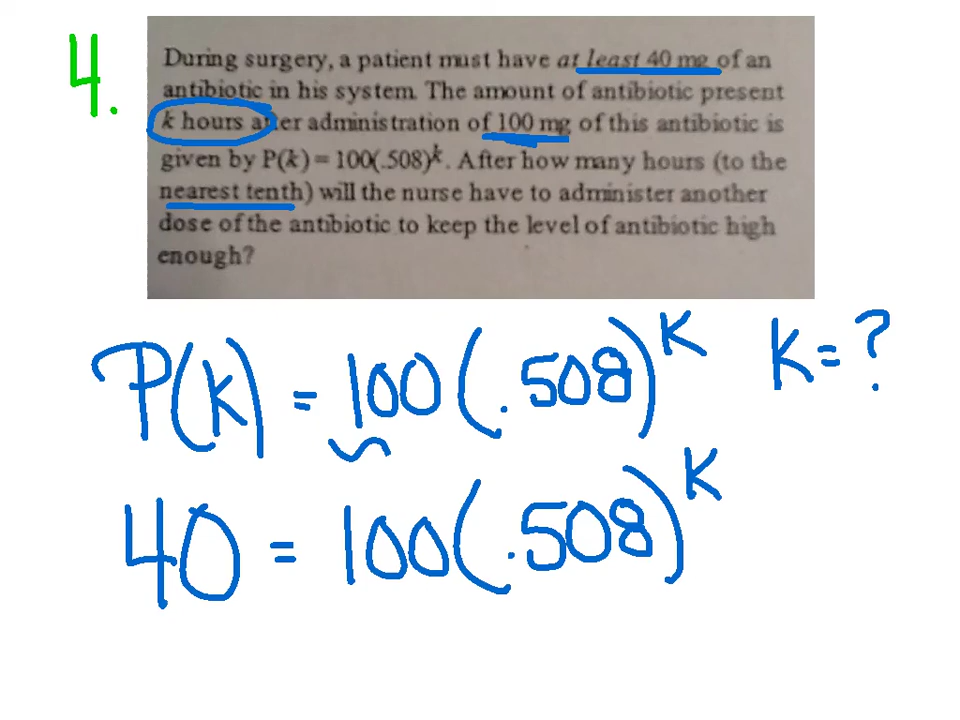 4.
During surgery, a patient must have at least 40 mg of an
antibiotic in his system. The amount of antibiotic present
k hours after administration of 100 mg of this antibiotic is
given by P(k) = 100(.508)^k. After how many hours (to the
nearest tenth) will the nurse have to administer another
dose of the antibiotic to keep the level of antibiotic high
enough?
P(k) = 100(.508)^k k=?
40 = 100(.508)^k